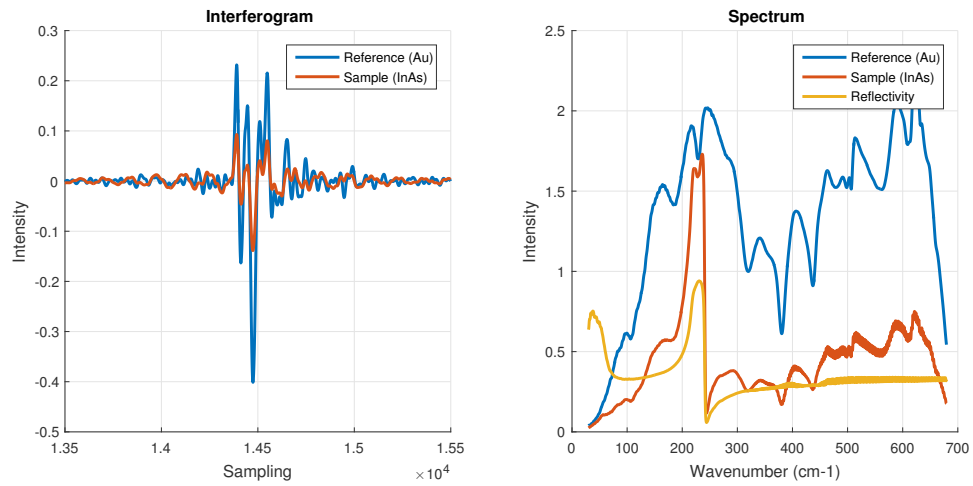 Interferogram
0.3
0.2
0.1
0
-0.1
-0.2
-0.3
-0.4
-0.5
Intensity
Reference (Au)
Sample (InAs)
1.35
1.4
1.45
1.5
1.55
Sampling
×10⁴
Spectrum
2.5
2
1.5
1
0.5
0
Intensity
Reference (Au)
Sample (InAs)
Reflectivity
0
100
200
300
400
500
600
700
Wavenumber (cm-1)